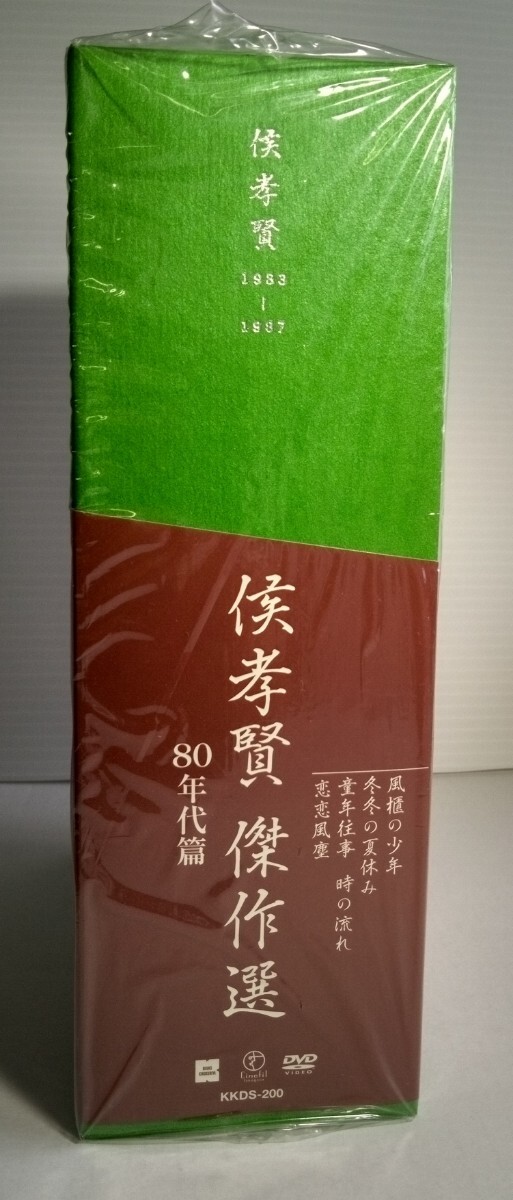 侯孝賢
1983
|
1987
侯孝賢 傑作選
80年代篇
風櫃の少年
冬冬の夏休み
童年往事 時の流れ
恋恋風塵
DVD
VIDEO
KKDS-200